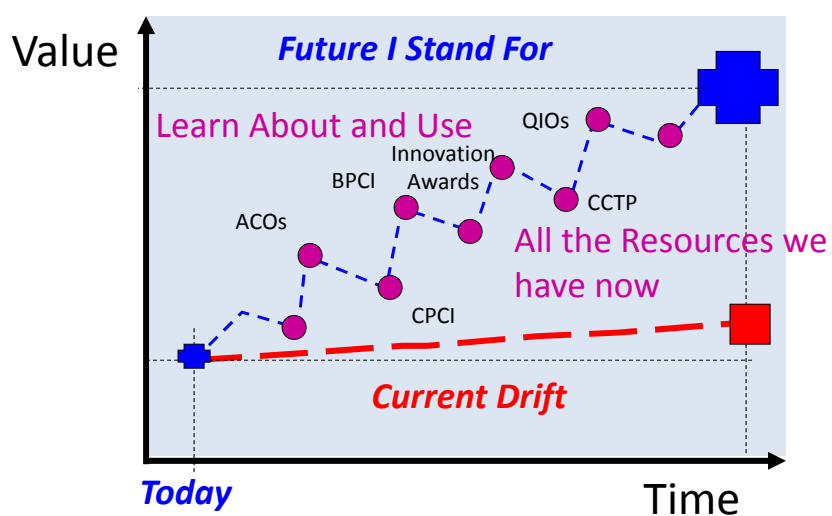 Value
Future I Stand For
Learn About and Use
QIOs
Innovation
Awards
BPCI
CCTP
ACOs
All the Resources we
have now
CPCI
Current Drift
Today
Time